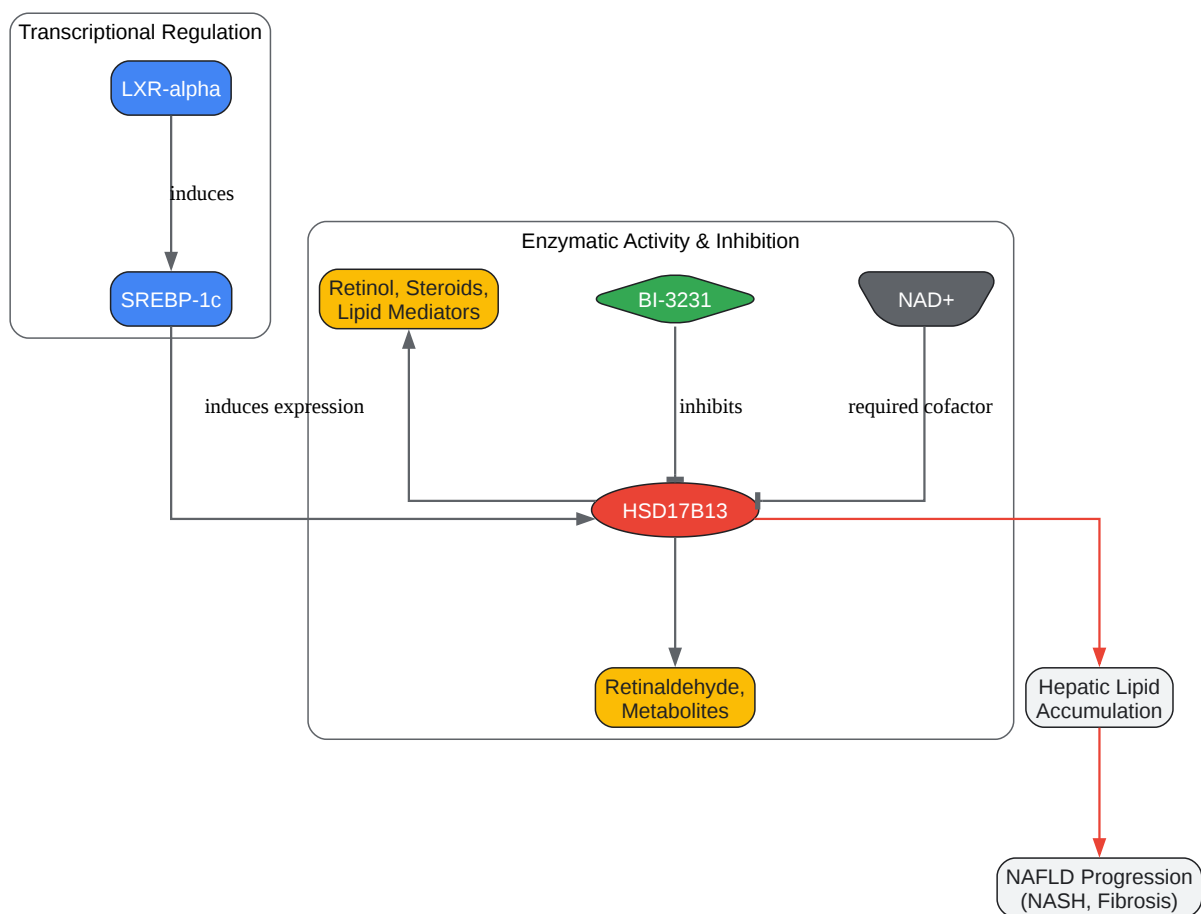 Transcriptional Regulation
LXR-alpha
induces
SREBP-1c
Enzymatic Activity & Inhibition
Retinol, Steroids,
Lipid Mediators
BI-3231
NAD+
induces expression
inhibits
required cofactor
HSD17B13
Retinaldehyde,
Metabolites
Hepatic Lipid
Accumulation
NAFLD Progression
(NASH, Fibrosis)